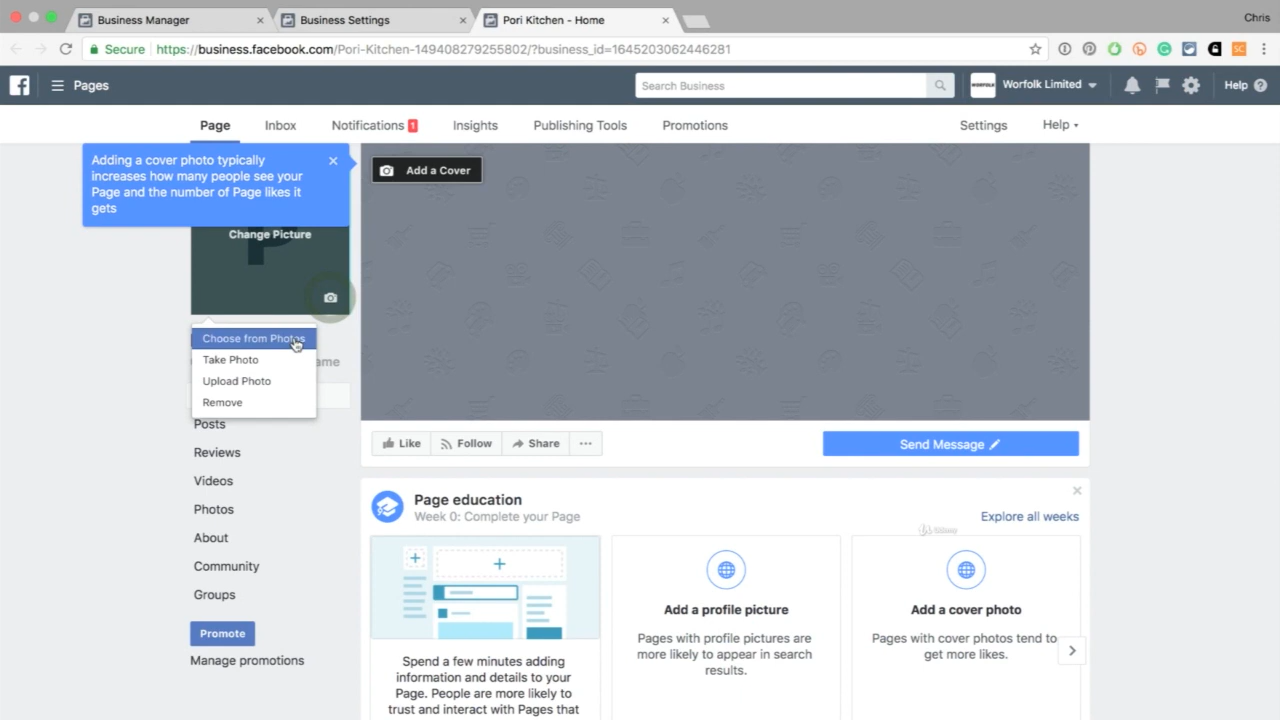 Business Manager
Business Settings
Pori Kitchen - Home
Chris
Secure
https://business.facebook.com/Pori-Kitchen-149408279255802/?business_id=1645203062446281
Pages
Search Business
WORFOLK
Worfolk Limited
Help
Page
Inbox
Notifications 1
Insights
Publishing Tools
Promotions
Settings
Help
Adding a cover photo typically
increases how many people see your
Page and the number of Page likes it
gets
Add a Cover
Change Picture
Choose from Photos
Take Photo
Upload Photo
Remove
Posts
Reviews
Videos
Photos
About
Community
Groups
Promote
Manage promotions
Like
Follow
Share
Send Message
Page education
Week 0: Complete your Page
Explore all weeks
Udemy
Spend a few minutes adding
information and details to your
Page. People are more likely to
trust and interact with Pages that
Add a profile picture
Pages with profile pictures are
more likely to appear in search
results.
Add a cover photo
Pages with cover photos tend to
get more likes.